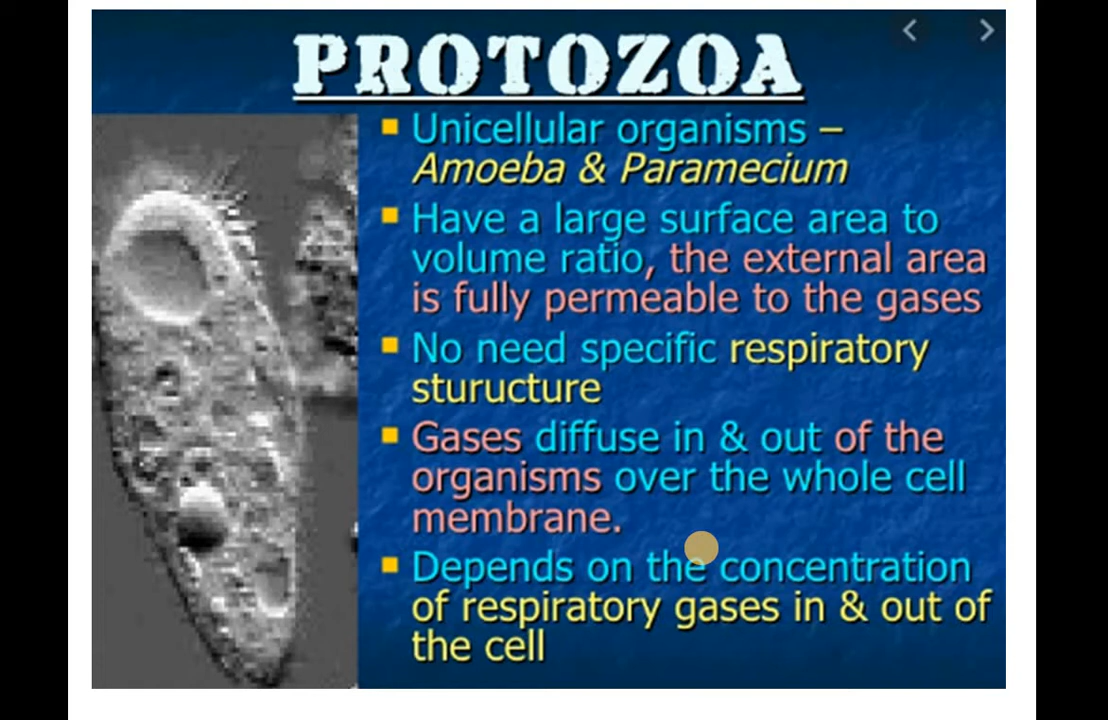 PROTOZOA
Unicellular organisms –
Amoeba & Paramecium
Have a large surface area to
volume ratio, the external area
is fully permeable to the gases
No need specific respiratory
sturucture
Gases diffuse in & out of the
organisms over the whole cell
membrane.
Depends on the concentration
of respiratory gases in & out of
the cell